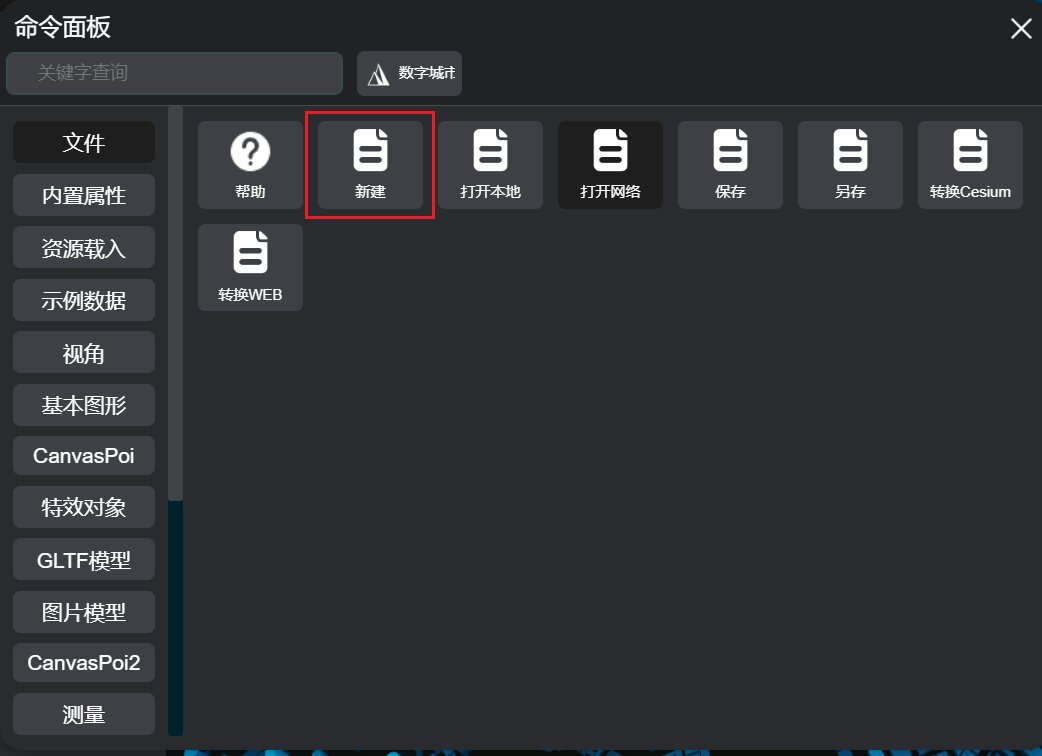 命令面板
关键字查询
数字城市
文件
内置属性
资源载入
示例数据
视角
基本图形
CanvasPoi
特效对象
GLTF模型
图片模型
CanvasPoi2
测量
帮助
新建
打开本地
打开网络
保存
另存
转换Cesium
转换WEB